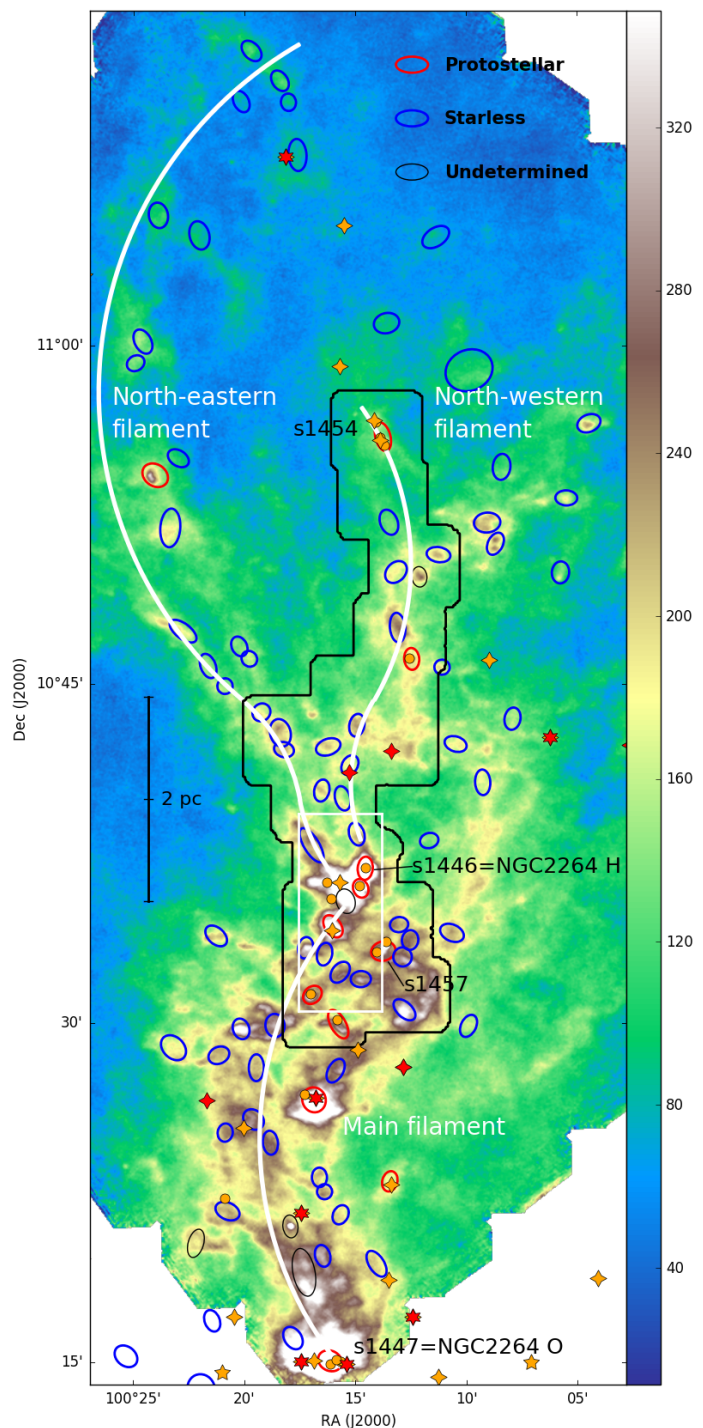 Protostellar
Starless
Undetermined
320
280
240
200
160
120
80
40
11°00'
10°45'
30'
15'
Dec (J2000)
North-eastern
filament
North-western
filament
s1454
2 pc
s1446=NGC2264 H
s1457
Main filament
s1447=NGC2264 O
100°25'
20'
15'
10'
05'
RA (J2000)